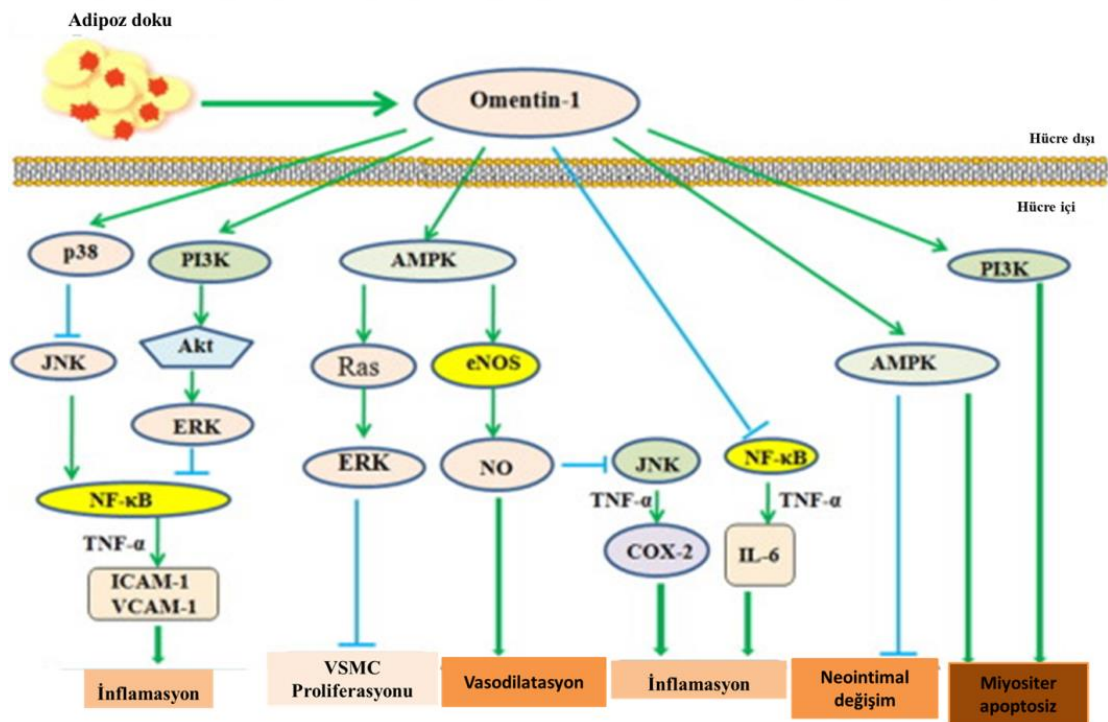 Adipoz doku
Omentin-1
Hücre dışı
Hücre içi
p38
PI3K
AMPK
PI3K
JNK
Akt
Ras
eNOS
AMPK
ERK
ERK
NO
JNK
NF-κB
NF-κB
TNF-α
TNF-α
TNF-α
COX-2
IL-6
ICAM-1
VCAM-1
İnflamasyon
VSMC
Proliferasyonu
Vasodilatasyon
İnflamasyon
Neointimal
değişim
Miyositer
apoptosiz